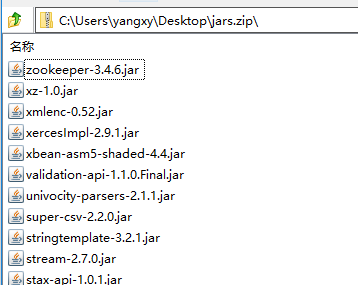 C:\Users\yangxy\Desktop\jars.zip\
名称
zookeeper-3.4.6.jar
xz-1.0.jar
xmlenc-0.52.jar
xercesImpl-2.9.1.jar
xbean-asm5-shaded-4.4.jar
validation-api-1.1.0.Final.jar
univocity-parsers-2.1.1.jar
super-csv-2.2.0.jar
stringtemplate-3.2.1.jar
stream-2.7.0.jar
stax-api-1.0.1.jar